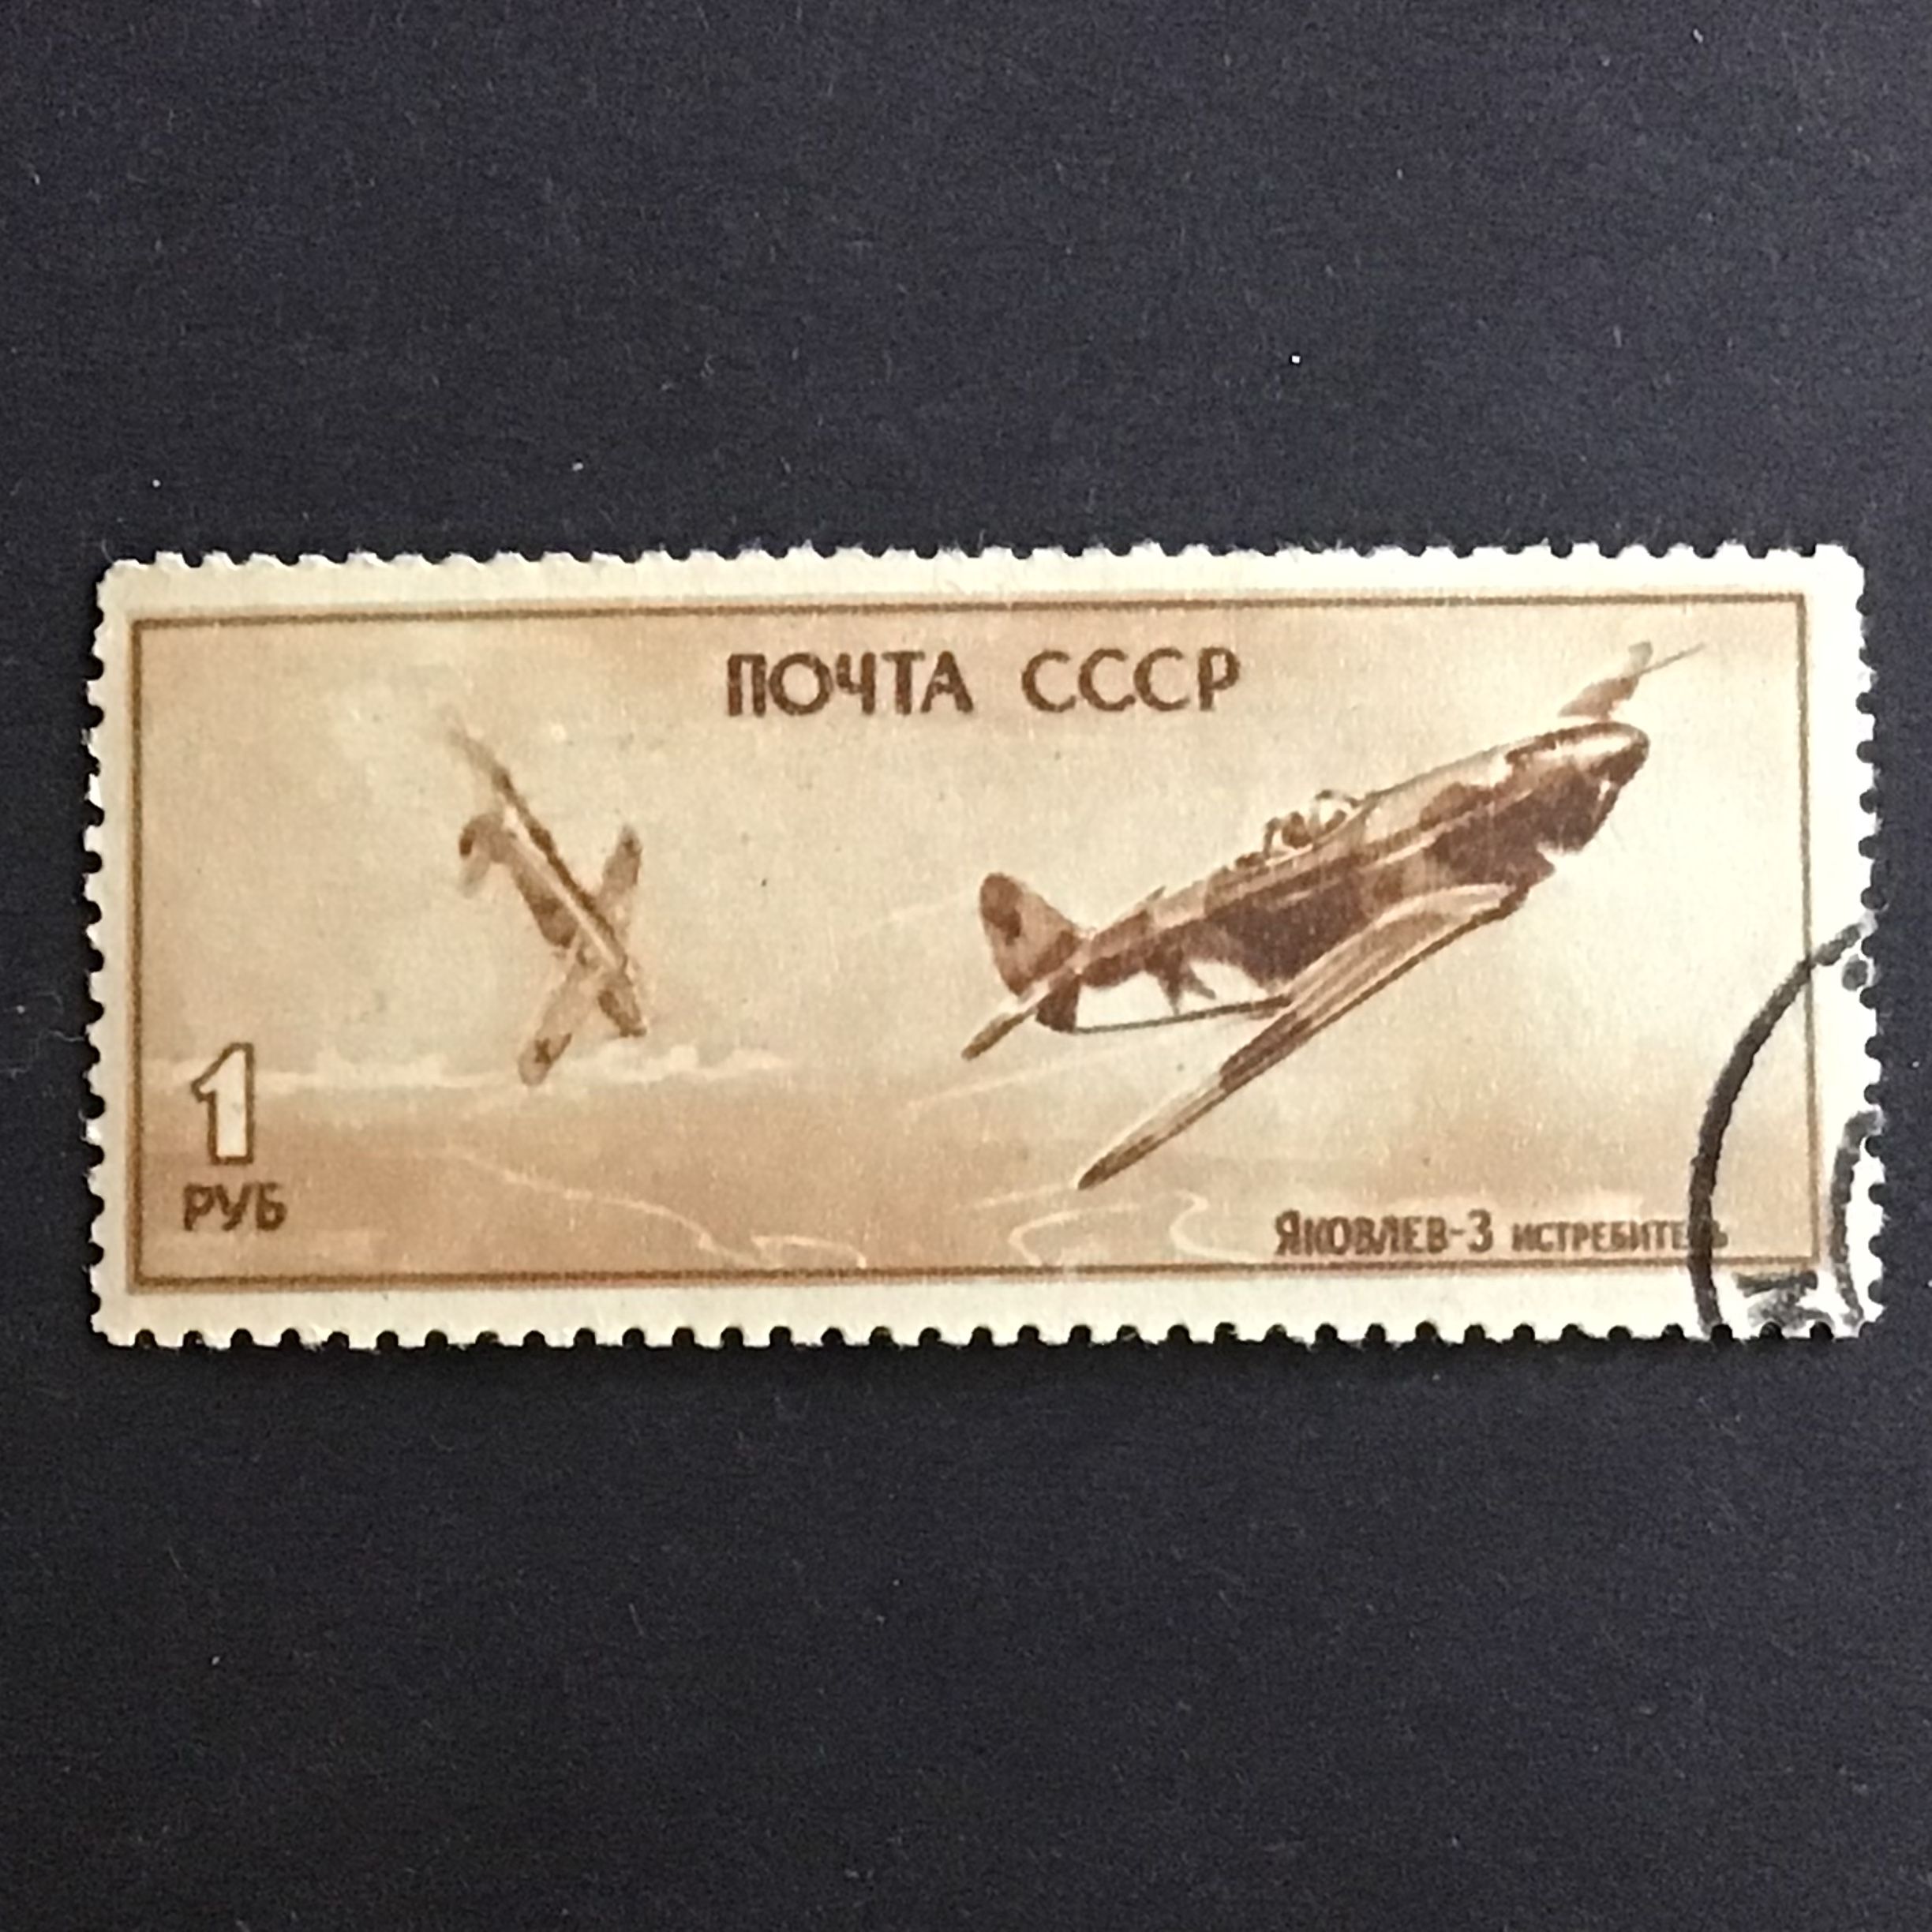 ПОЧТА СССР
1
РУБ
ЯКОВЛЕВ-3 ИСТРЕБИТЕЛЬ